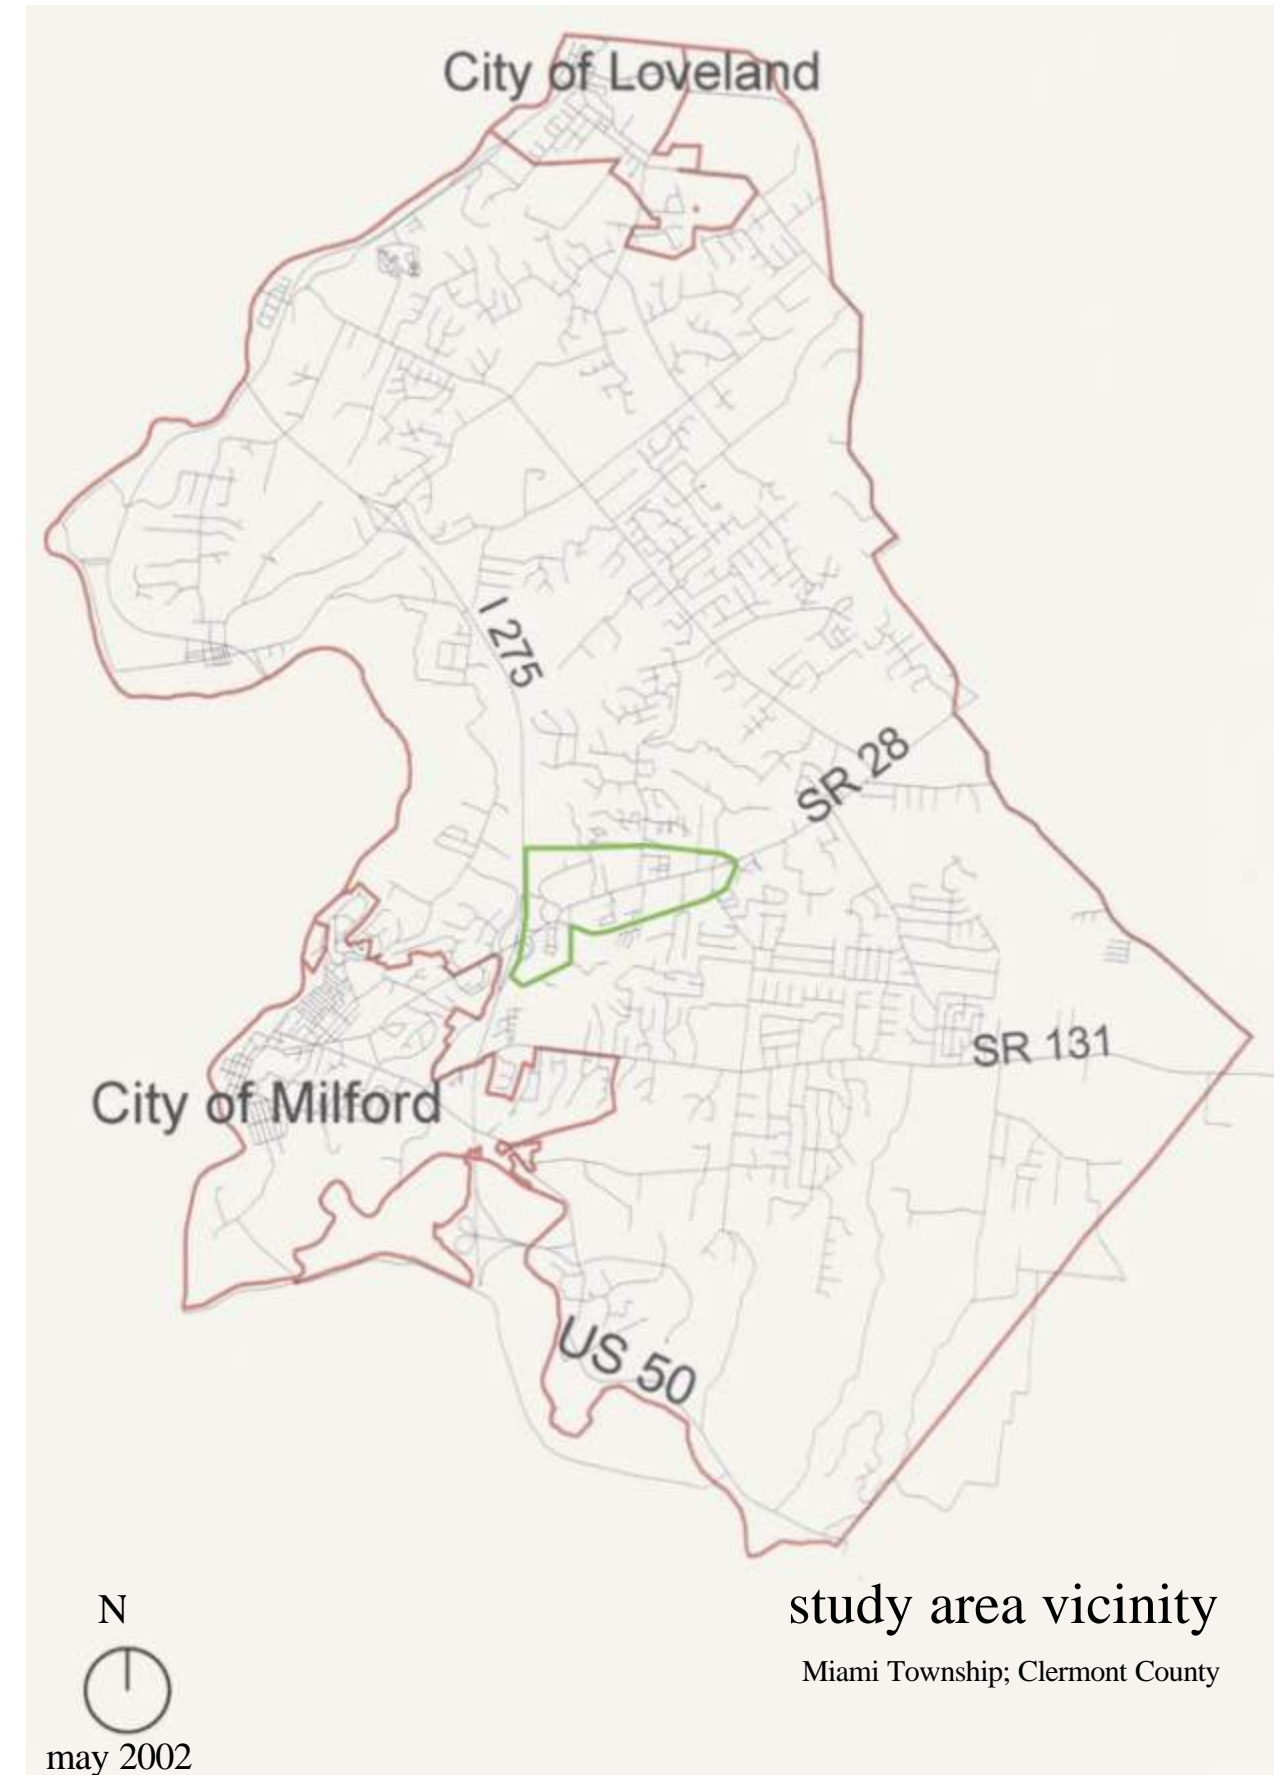 City of Loveland
I 275
SR 28
SR 131
City of Milford
US 50
N
study area vicinity
Miami Township; Clermont County
may 2002